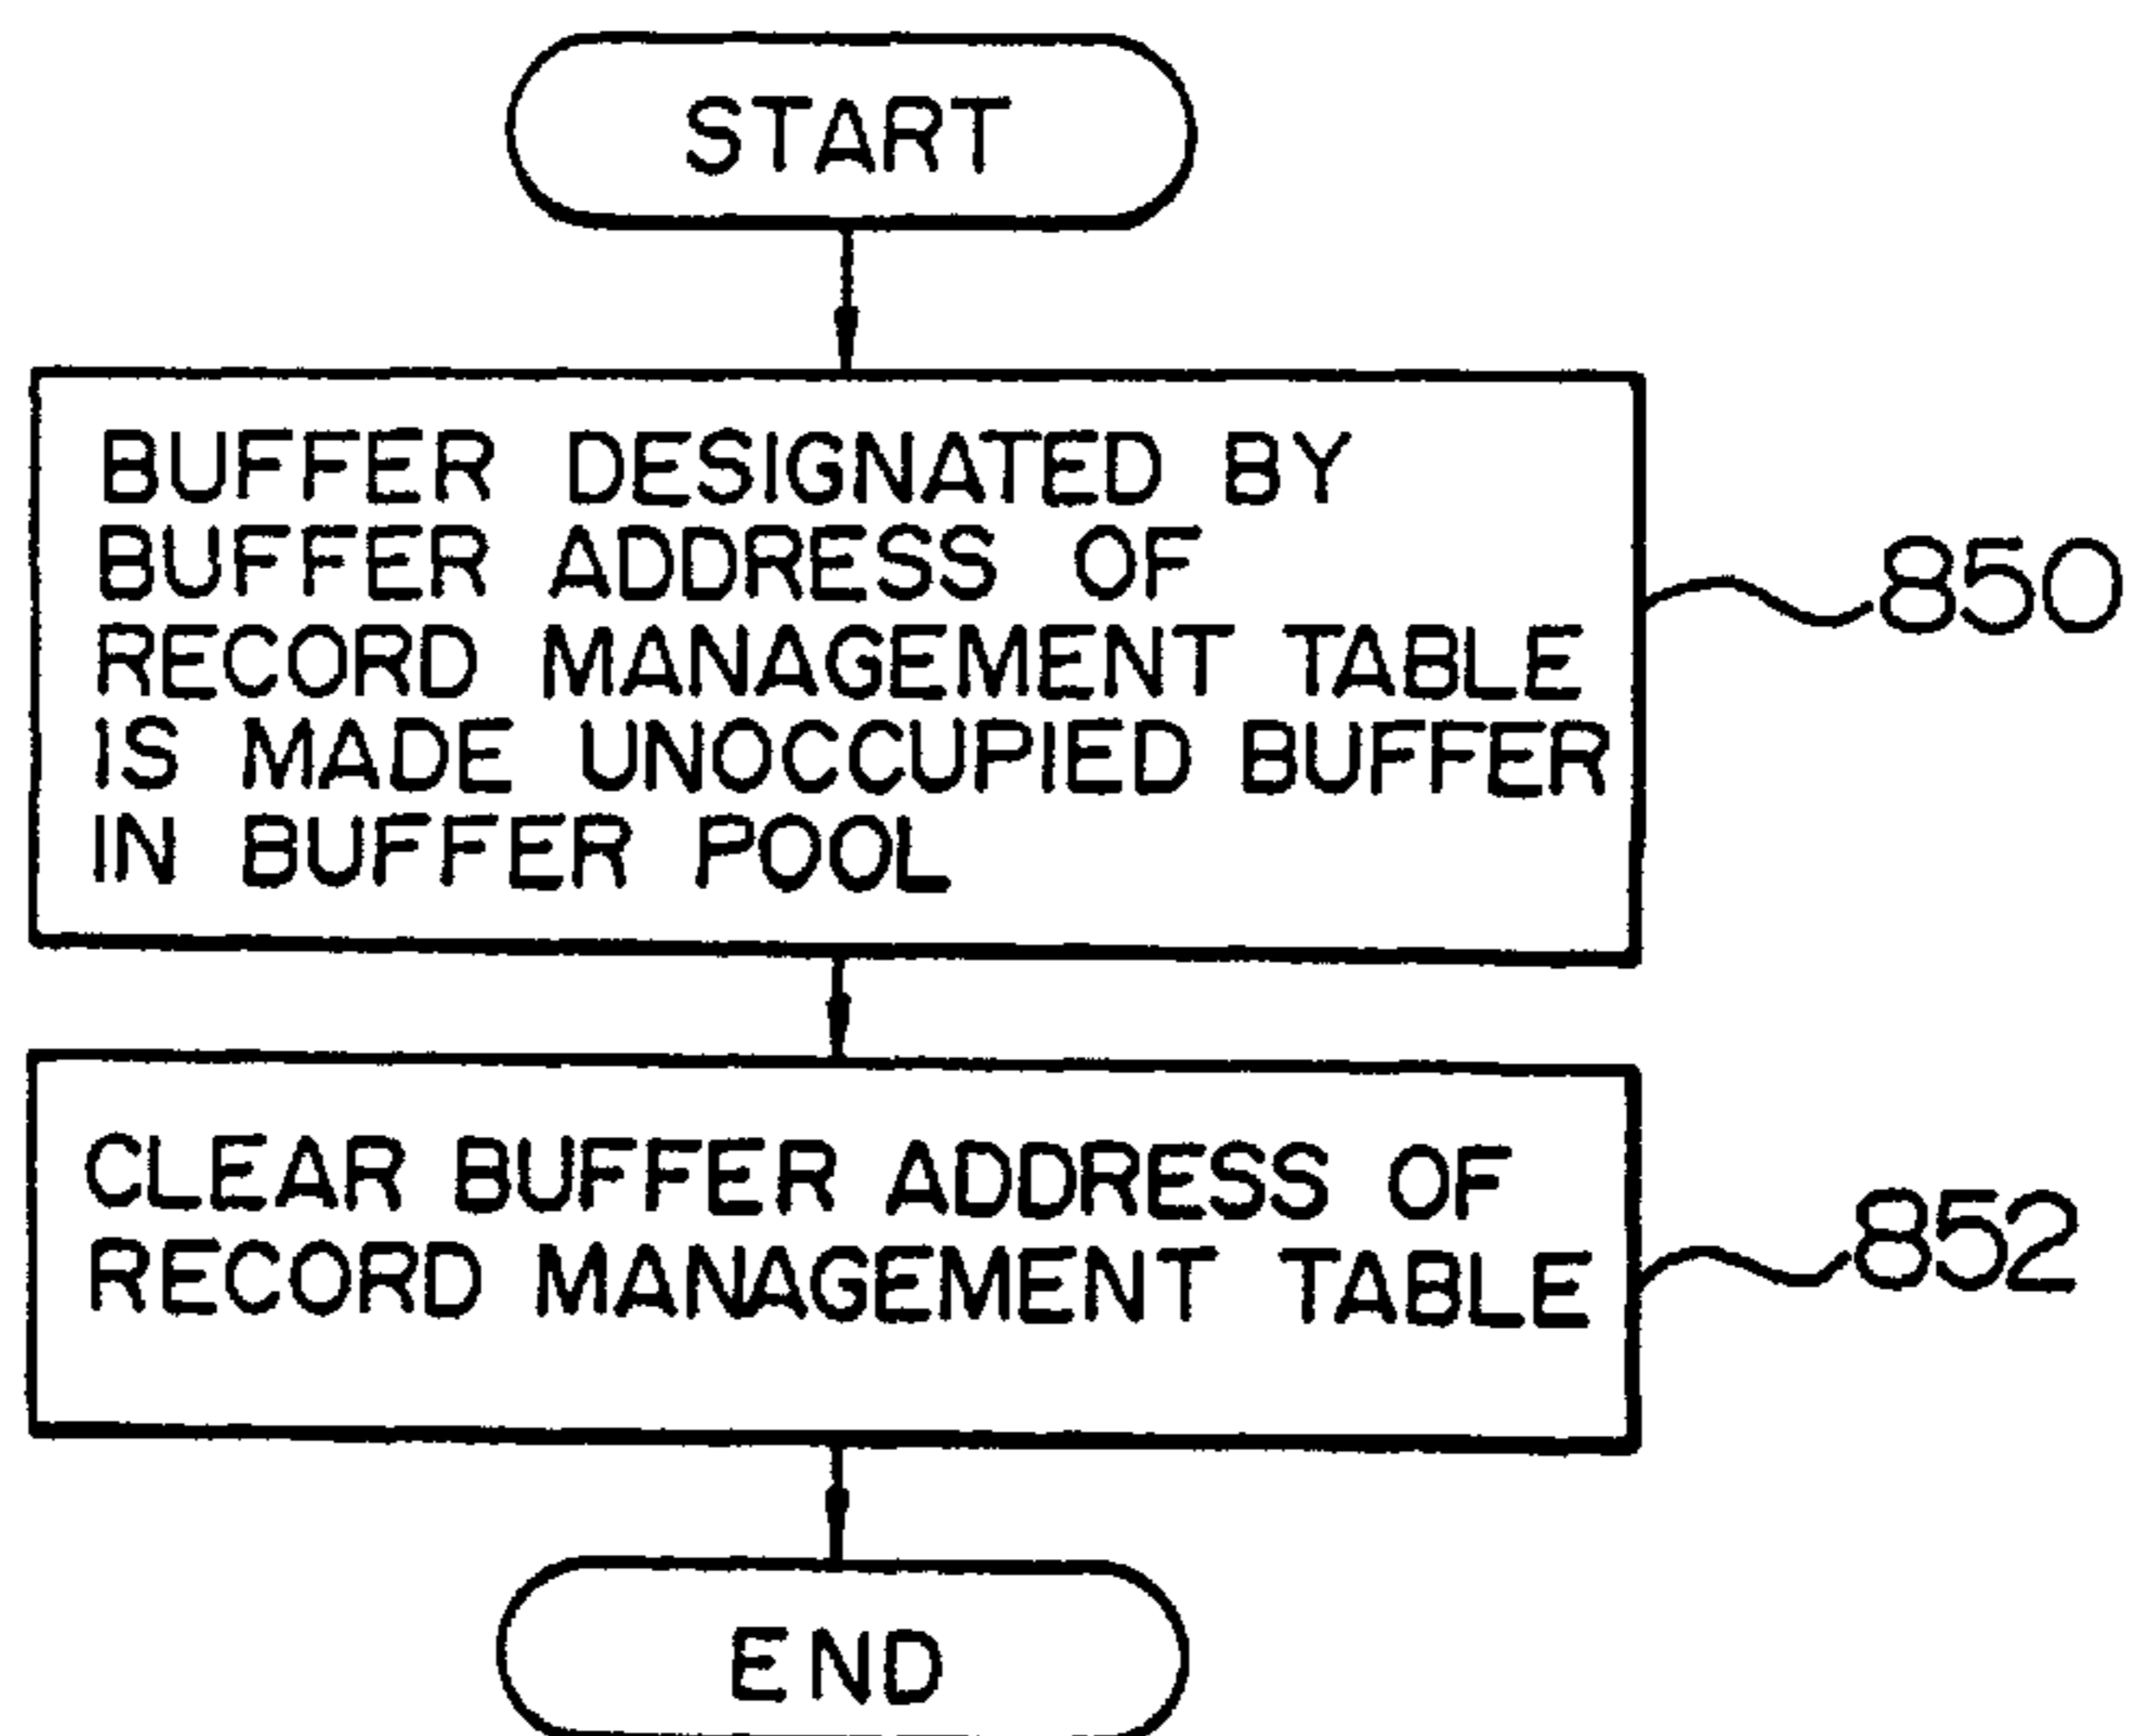 START
BUFFER DESIGNATED BY
BUFFER ADDRESS OF
RECORD MANAGEMENT TABLE
IS MADE UNOCCUPIED BUFFER
IN BUFFER POOL
850
CLEAR BUFFER ADDRESS OF
RECORD MANAGEMENT TABLE
852
END